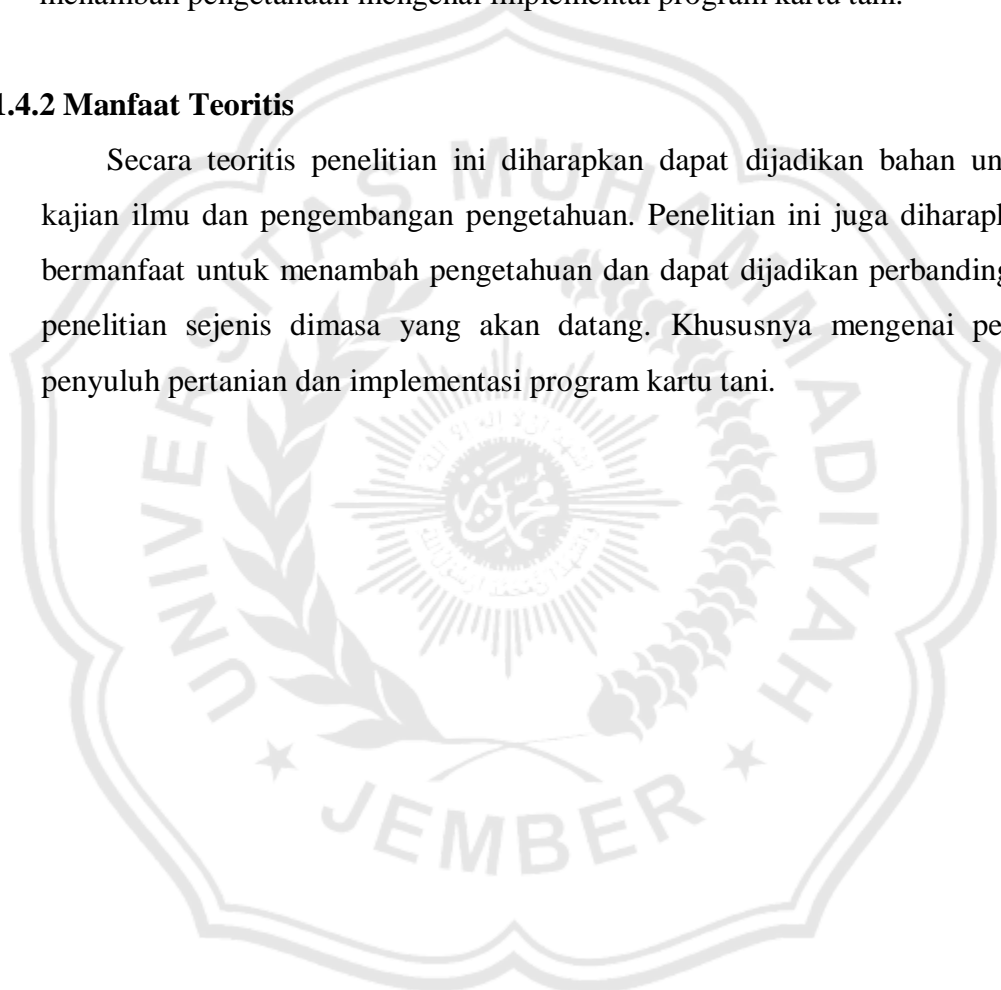 menambah pengetahuan mengenai implementai program kartu tani.
1.4.2 Manfaat Teoritis
Secara teoritis penelitian ini diharapkan dapat dijadikan bahan un
kajian ilmu dan pengembangan pengetahuan. Penelitian ini juga diharapk
bermanfaat untuk menambah pengetahuan dan dapat dijadikan perbanding
penelitian sejenis dimasa yang akan datang. Khususnya mengenai pe
penyuluh pertanian dan implementasi program kartu tani.
UNIVERSITAS MUHAMMADIYAH
JEMBER